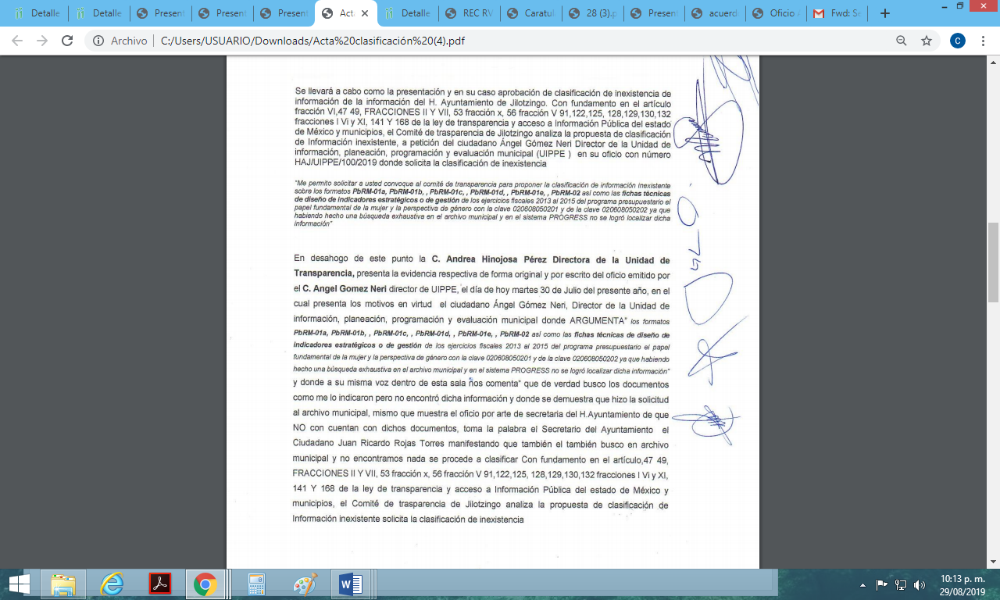 Detalle
Detalle
Present
Present
Present
Acta
Detalle
REC RV
Caratul
28 (3).p
Present
acuerd
Oficio
Fwd: Se
Archivo
C:/Users/USUARIO/Downloads/Acta%20clasificación%20(4).pdf
C
Se llevará a cabo como la presentación y en su caso aprobación de clasificación de inexistencia de
información de la información del H. Ayuntamiento de Jilotzingo. Con fundamento en el artículo
fracción VI,47 49, FRACCIONES II Y VII, 53 fracción x, 56 fracción V 91,122,125, 128,129,130,132
fracciones I Vi y XI, 141 Y 168 de la ley de transparencia y acceso a Información Pública del estado
de México y municipios, el Comité de trasparencia de Jilotzingo analiza la propuesta de clasificación
de Información inexistente, a petición del ciudadano Ángel Gómez Neri Director de la Unidad de
información, planeación, programación y evaluación municipal (UIPPE ) en su oficio con número
HAJ/UIPPE/100/2019 donde solicita la clasificación de inexistencia
"Me permito solicitar a usted convoque al comité de transparencia para proponer la clasificación de información inexistente
sobre los formatos PbRM-01a, PbRM-01b, , PbRM-01c, , PbRM-01d, , PbRM-01e, , PbRM-02 así como las fichas técnicas
de diseño de indicadores estratégicos o de gestión de los ejercicios fiscales 2013 al 2015 del programa presupuestario el
papel fundamental de la mujer y la perspectiva de género con la clave 020608050201 y de la clave 020608050202 ya que
habiendo hecho una búsqueda exhaustiva en el archivo municipal y en el sistema PROGRESS no se logró localizar dicha
información"
En desahogo de este punto la C. Andrea Hinojosa Pérez Directora de la Unidad de
Transparencia, presenta la evidencia respectiva de forma original y por escrito del oficio emitido por
el C. Angel Gomez Neri director de UIPPE, el día de hoy martes 30 de Julio del presente año, en el
cual presenta los motivos en virtud el ciudadano Ángel Gómez Neri, Director de la Unidad de
información, planeación, programación y evaluación municipal donde ARGUMENTA" los formatos
PbRM-01a, PbRM-01b, , PbRM-01c, , PbRM-01d, , PbRM-01e, , PbRM-02 así como las fichas técnicas de diseño de
indicadores estratégicos o de gestión de los ejercicios fiscales 2013 al 2015 del programa presupuestario el papel
fundamental de la mujer y la perspectiva de género con la clave 020608050201 y de la clave 020608050202 ya que habiendo
hecho una búsqueda exhaustiva en el archivo municipal y en el sistema PROGRESS no se logró localizar dicha información"
y donde a su misma voz dentro de esta sala nos comenta" que de verdad busco los documentos
como me lo indicaron pero no encontró dicha información y donde se demuestra que hizo la solicitud
al archivo municipal, mismo que muestra el oficio por arte de secretaria del H.Ayuntamiento de que
NO con cuentan con dichos documentos, toma la palabra el Secretario del Ayuntamiento el
Ciudadano Juan Ricardo Rojas Torres manifestando que también el también busco en archivo
municipal y no encontramos nada se procede a clasificar Con fundamento en el artículo,47 49,
FRACCIONES II Y VII, 53 fracción x, 56 fracción V 91,122,125, 128,129,130,132 fracciones I Vi y XI,
141 Y 168 de la ley de transparencia y acceso a Información Pública del estado de México y
municipios, el Comité de trasparencia de Jilotzingo analiza la propuesta de clasificación de
Información inexistente solicita la clasificación de inexistencia
10:13 p. m.
29/08/2019